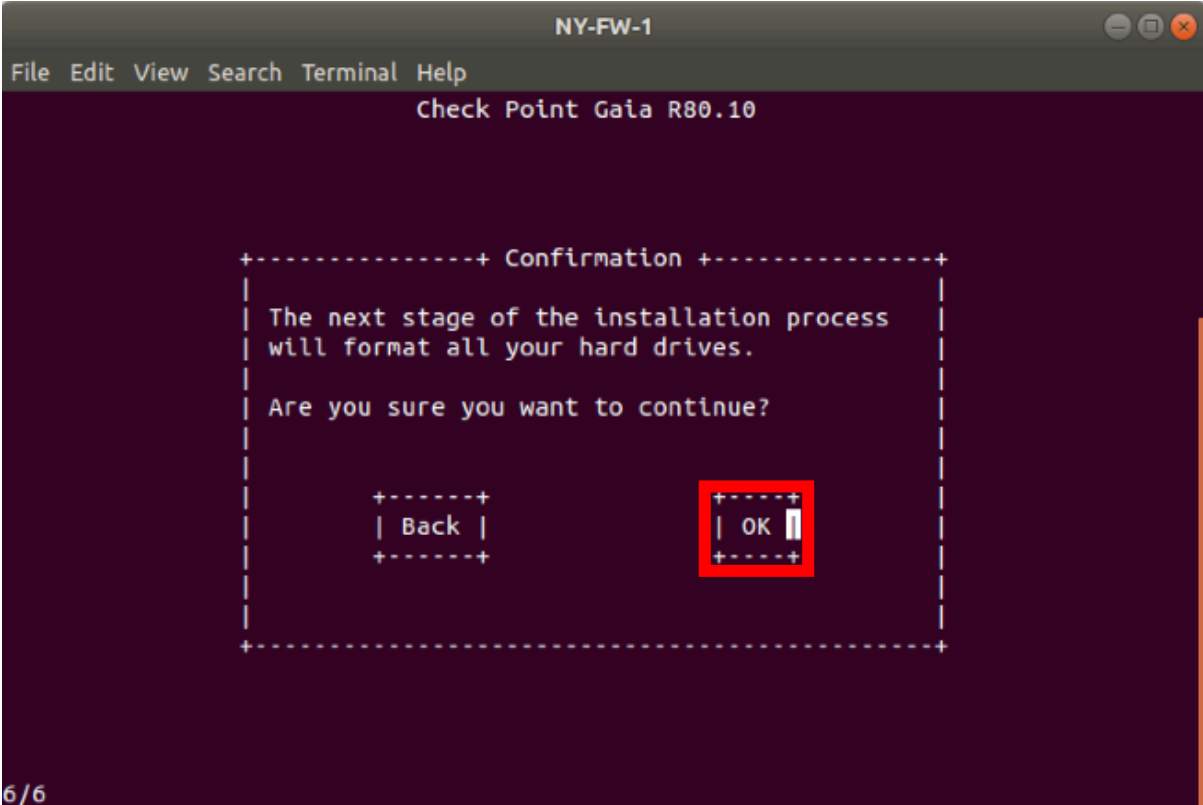 NY-FW-1
File Edit View Search Terminal Help
Check Point Gaia R80.10
Confirmation
The next stage of the installation process
will format all your hard drives.
Are you sure you want to continue?
Back OK
6/6